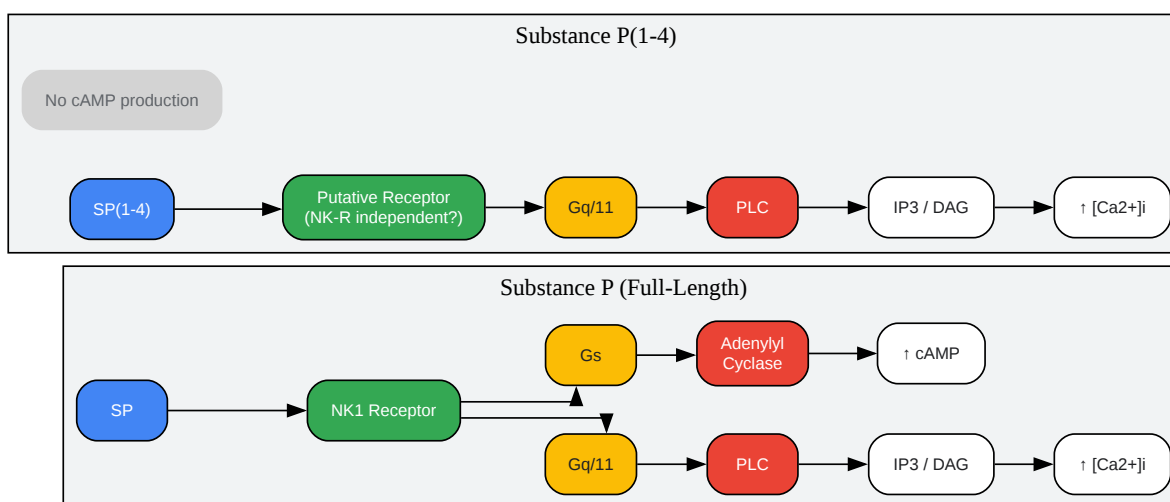 Substance P(1-4)
No cAMP production
SP(1-4)
Putative Receptor
(NK-R independent?)
Gq/11
PLC
IP3 / DAG
↑ [Ca2+]i
Substance P (Full-Length)
SP
NK1 Receptor
Gs
Adenylyl
Cyclase
↑ cAMP
Gq/11
PLC
IP3 / DAG
↑ [Ca2+]i